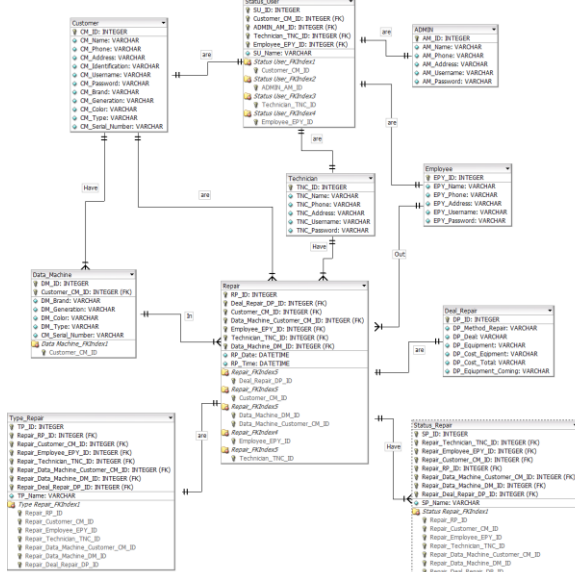 Customer
CM_ID: INTEGER
CM_Name: VARCHAR
CM_Phone: VARCHAR
CM_Address: VARCHAR
CM_Identification: VARCHAR
CM_Username: VARCHAR
CM_Password: VARCHAR
CM_Brand: VARCHAR
CM_Generation: VARCHAR
CM_Color: VARCHAR
CM_Type: VARCHAR
CM_Serial_Number: VARCHAR
are
Status_User
SU_ID: INTEGER
Customer_CM_ID: INTEGER (FK)
ADMIN_AM_ID: INTEGER (FK)
Technician_TNC_ID: INTEGER (FK)
Employee_EPY_ID: INTEGER (FK)
SU_Name: VARCHAR
Status User_FKIndex1
Customer_CM_ID
Status User_FKIndex2
ADMIN_AM_ID
Status User_FKIndex3
Technician_TNC_ID
Status User_FKIndex4
Employee_EPY_ID
are
ADMIN
AM_ID: INTEGER
AM_Name: VARCHAR
AM_Phone: VARCHAR
AM_Address: VARCHAR
AM_Username: VARCHAR
AM_Password: VARCHAR
are
are
Have
are
Technician
TNC_ID: INTEGER
TNC_Name: VARCHAR
TNC_Phone: VARCHAR
TNC_Address: VARCHAR
TNC_Username: VARCHAR
TNC_Password: VARCHAR
Have
Employee
EPY_ID: INTEGER
EPY_Name: VARCHAR
EPY_Phone: VARCHAR
EPY_Address: VARCHAR
EPY_Username: VARCHAR
EPY_Password: VARCHAR
Out
Data_Machine
DM_ID: INTEGER
Customer_CM_ID: INTEGER (FK)
DM_Brand: VARCHAR
DM_Generation: VARCHAR
DM_Color: VARCHAR
DM_Type: VARCHAR
CM_Serial_Number: VARCHAR
Data Machine_FKIndex1
Customer_CM_ID
In
Repair
RP_ID: INTEGER
Deal_Repair_DP_ID: INTEGER (FK)
Customer_CM_ID: INTEGER (FK)
Data_Machine_Customer_CM_ID: INTEGER (FK)
Employee_EPY_ID: INTEGER (FK)
Technician_TNC_ID: INTEGER (FK)
Data_Machine_DM_ID: INTEGER (FK)
RP_Date: DATETIME
RP_Time: DATETIME
Repair_FKIndex5
Deal_Repair_DP_ID
Repair_FKIndex5
Customer_CM_ID
Repair_FKIndex3
Data_Machine_DM_ID
Data_Machine_Customer_CM_ID
Repair_FKIndex4
Employee_EPY_ID
Repair_FKIndex5
Technician_TNC_ID
are
Deal_Repair
DP_ID: INTEGER
DP_Method_Repar: VARCHAR
DP_Deal: VARCHAR
DP_Equpment: VARCHAR
DP_Cost_Eqipment: VARCHAR
DP_Cost_Total: VARCHAR
DP_Equpment_Coming: VARCHAR
are
Have
Type_Repair
TP_ID: INTEGER
Repair_RP_ID: INTEGER (FK)
Repair_Customer_CM_ID: INTEGER (FK)
Repair_Employee_EPY_ID: INTEGER (FK)
Repair_Technician_TNC_ID: INTEGER (FK)
Repair_Data_Machine_Customer_CM_ID: INTEGER (FK)
Repair_Data_Machine_DM_ID: INTEGER (FK)
Repair_Deal_Repair_DP_ID: INTEGER (FK)
TP_Name: VARCHAR
Type Repair_FKIndex1
Repair_RP_ID
Repair_Customer_CM_ID
Repair_Employee_EPY_ID
Repair_Technician_TNC_ID
Repair_Data_Machine_Customer_CM_ID
Repair_Data_Machine_DM_ID
Repair_Deal_Repair_DP_ID
Status_Repair
SP_ID: INTEGER
Repair_Technician_TNC_ID: INTEGER (FK)
Repair_Employee_EPY_ID: INTEGER (FK)
Repair_Customer_CM_ID: INTEGER (FK)
Repair_RP_ID: INTEGER (FK)
Repair_Data_Machine_Customer_CM_ID: INTEGER (FK)
Repair_Data_Machine_DM_ID: INTEGER (FK)
Repair_Deal_Repair_DP_ID: INTEGER (FK)
SP_Name: VARCHAR
Status Repair_FKIndex1
Repair_RP_ID
Repair_Customer_CM_ID
Repair_Employee_EPY_ID
Repair_Technician_TNC_ID
Repair_Data_Machine_Customer_CM_ID
Repair_Data_Machine_DM_ID
Repair_Deal_Repair_DP_ID